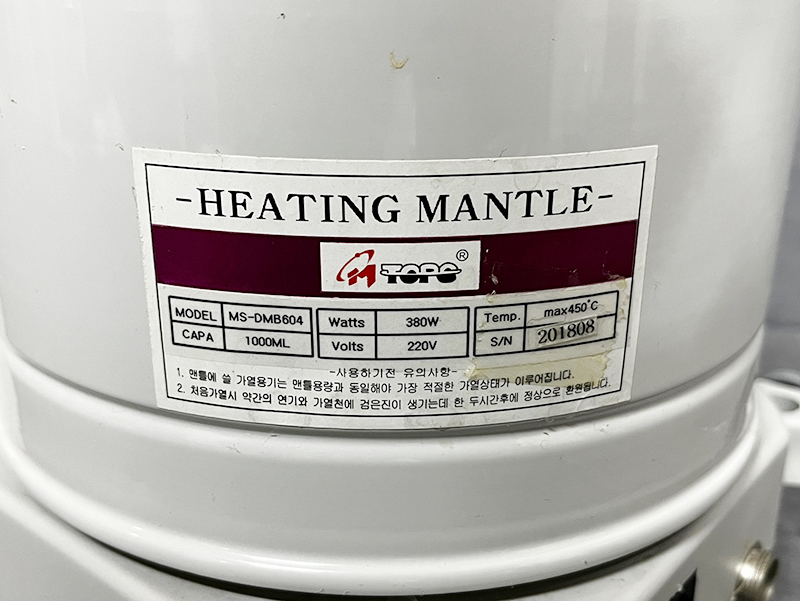 -HEATING MANTLE-
M TOPS ®
MODEL MS-DMB604 Watts 380W Temp. max450°C
CAPA 1000ML Volts 220V S/N 201808
-사용하기전 유의사항-
1. 맨틀에 쓸 가열용기는 맨틀용량과 동일해야 가장 적절한 가열상태가 이루어집니다.
2. 처음가열시 약간의 연기와 가열천에 검은진이 생기는데 한 두시간후에 정상으로 환원됩니다.